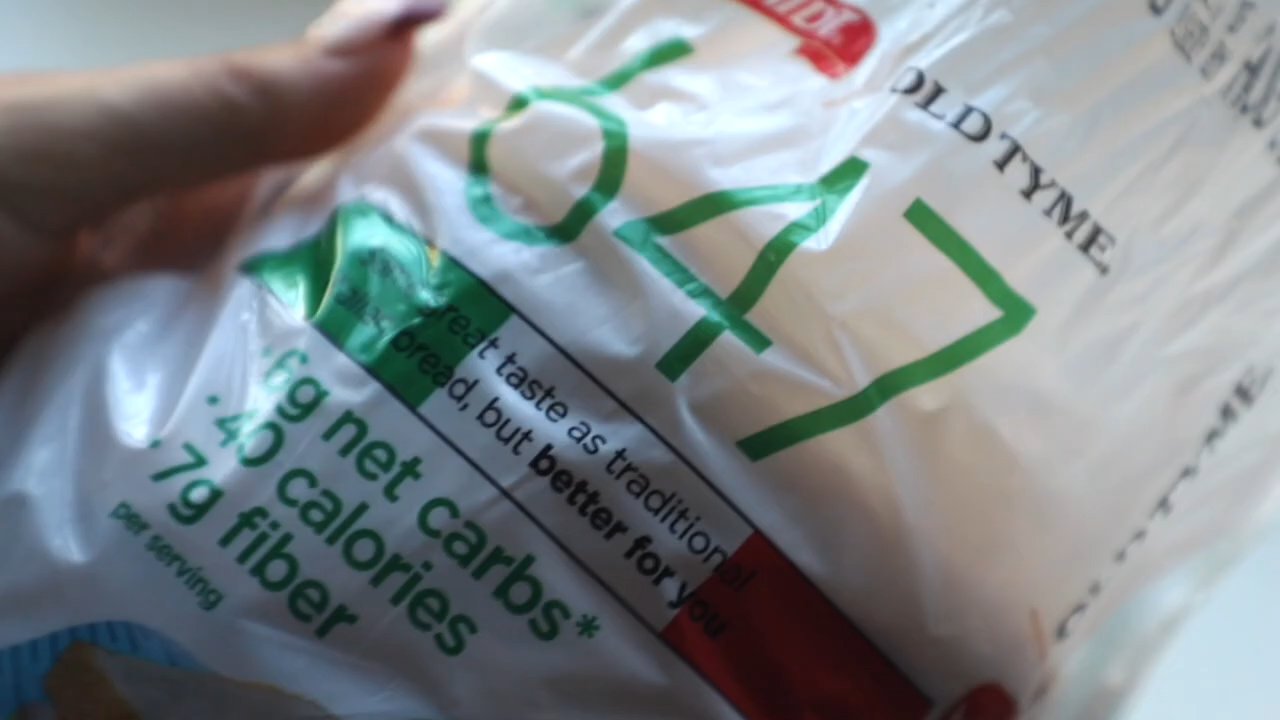 OLD TYME
647
Great taste as traditional
bread, but better for you
· 6g net carbs*
· 40 calories
· 7g fiber
per serving